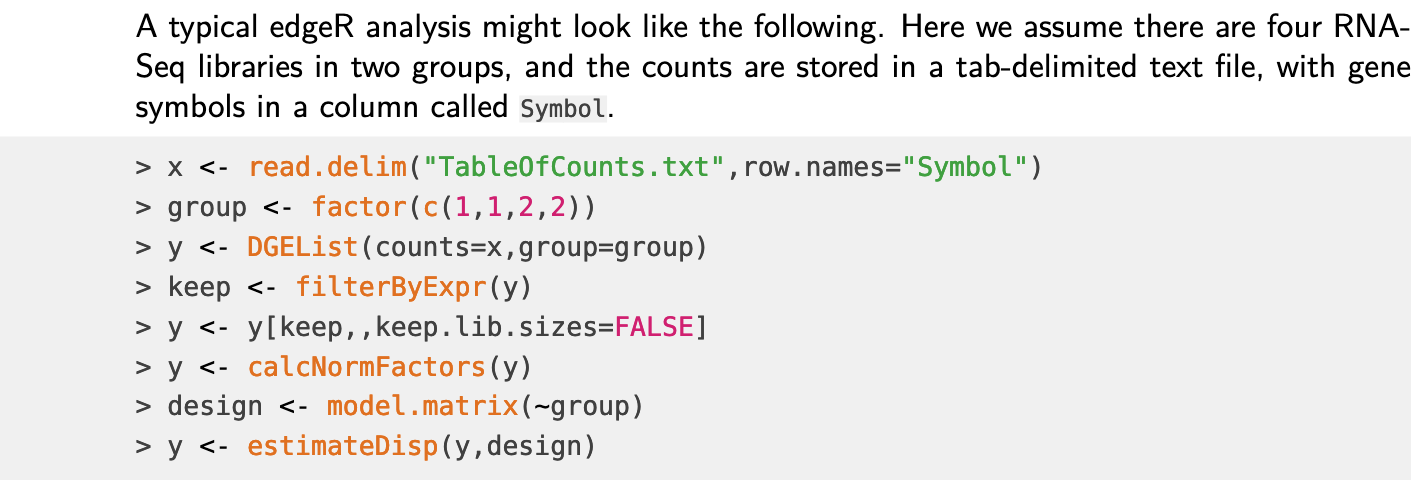 A typical edgeR analysis might look like the following. Here we assume there are four RNA-
Seq libraries in two groups, and the counts are stored in a tab-delimited text file, with gene
symbols in a column called Symbol.
> x <- read.delim("TableOfCounts.txt",row.names="Symbol")
> group <- factor(c(1,1,2,2))
> y <- DGEList(counts=x,group=group)
> keep <- filterByExpr(y)
> y <- y[keep,,keep.lib.sizes=FALSE]
> y <- calcNormFactors(y)
> design <- model.matrix(~group)
> y <- estimateDisp(y,design)